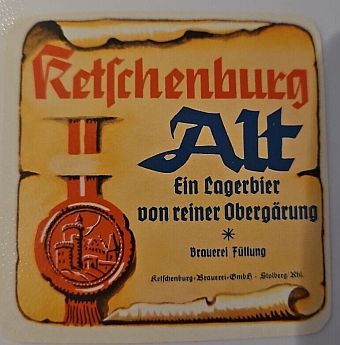 Ketschenburg
Alt
Ein Lagerbier
von reiner Obergärung
*
Brauerei Füllung
Ketschenburg-Brauerei-GmbH - Stolberg/Rhl.